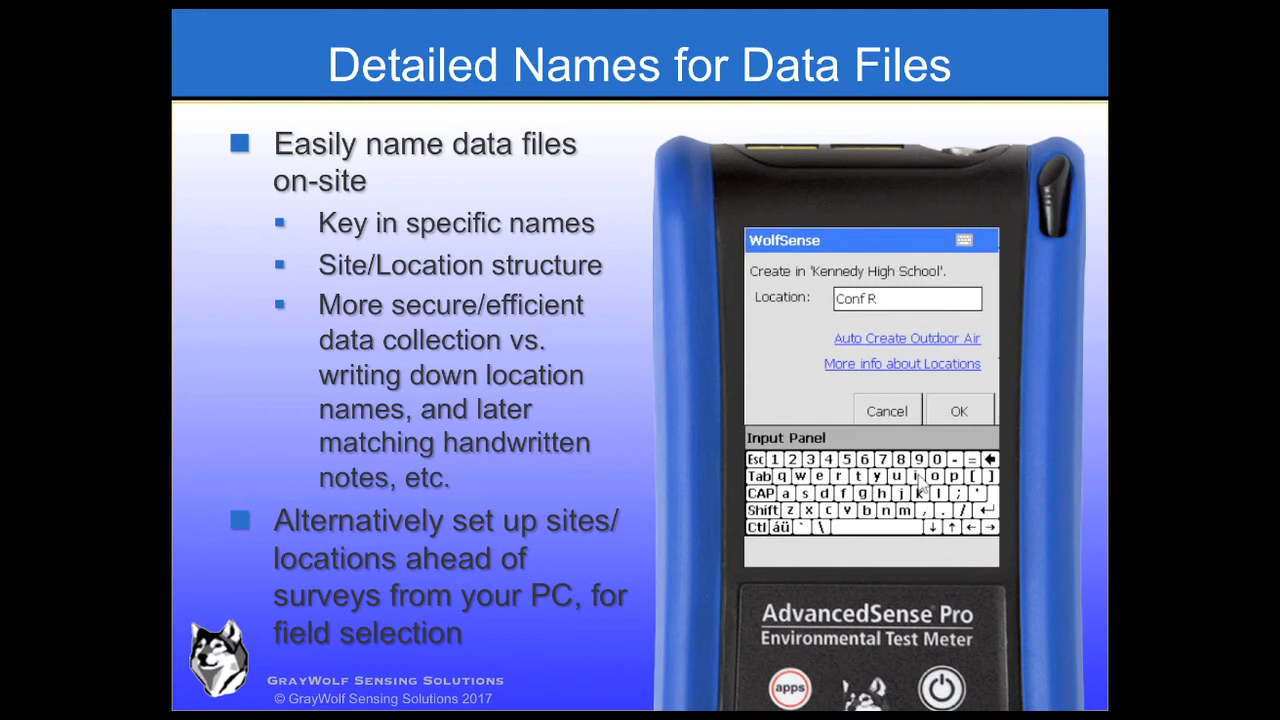 Detailed Names for Data Files
Easily name data files
on-site
Key in specific names
Site/Location structure
More secure/efficient
data collection vs.
writing down location
names, and later
matching handwritten
notes, etc.
Alternatively set up sites/
locations ahead of
surveys from your PC, for
field selection
GrayWolf Sensing Solutions
© GrayWolf Sensing Solutions 2017
WolfSense
Create in 'Kennedy High School'.
Location: Conf R
Auto Create Outdoor Air
More info about Locations
Cancel OK
Input Panel
Esc 1 2 3 4 5 6 7 8 9 0 - =
Tab q w e r t y u i o p [ ]
CAP a s d f g h j k l ; '
Shift z x c v b n m , . /
Ctl áü ` \
AdvancedSense® Pro
Environmental Test Meter
apps